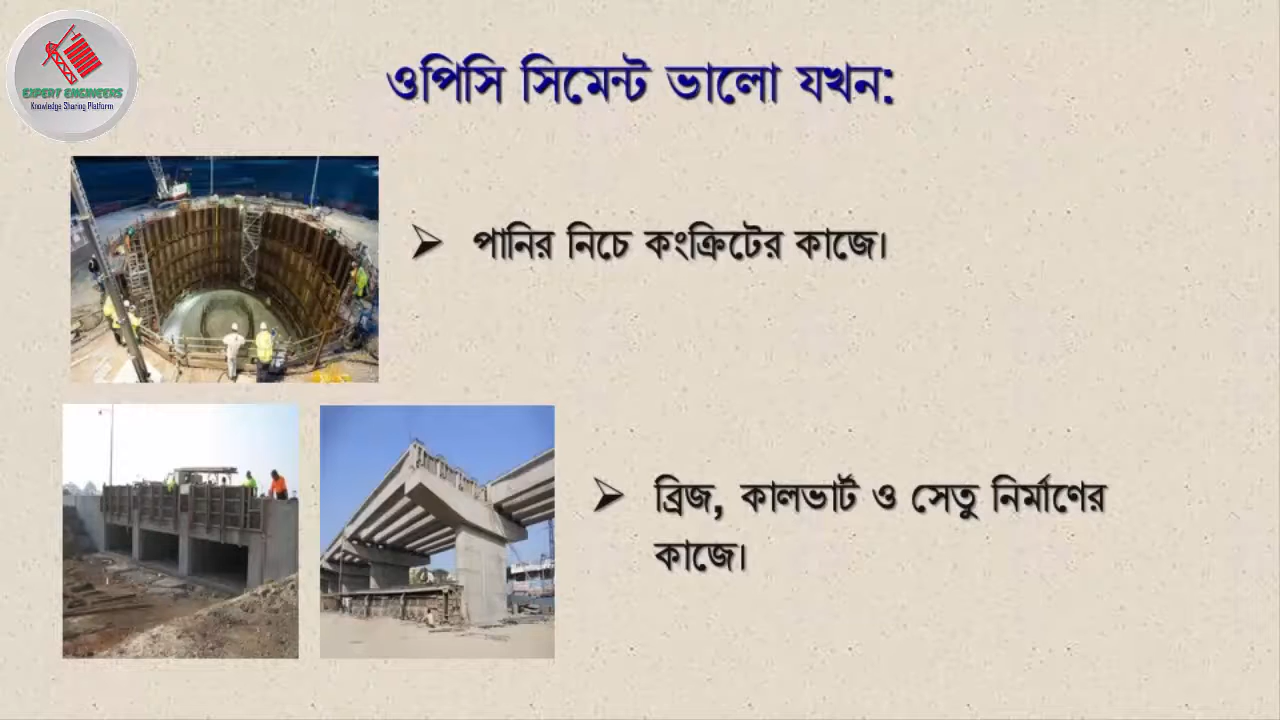 EXPERT ENGINEERS
Knowledge Sharing Platform
ওপিসি সিমেন্ট ভালো যখন:
পানির নিচে কংক্রিটের কাজে।
ব্রিজ, কালভার্ট ও সেতু নির্মাণের
কাজে।